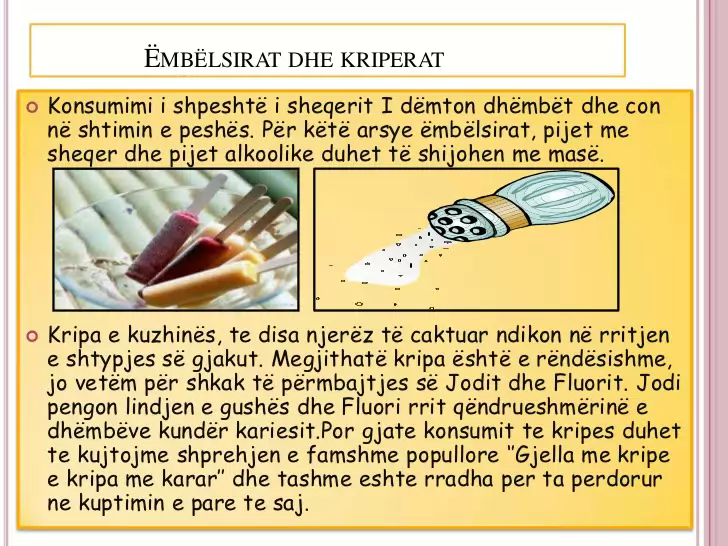 ËMBËLSIRAT DHE KRIPERAT
Konsumimi i shpeshtë i sheqerit I dëmton dhëmbët dhe con
në shtimin e peshës. Për këtë arsye ëmbëlsirat, pijet me
sheqer dhe pijet alkoolike duhet të shijohen me masë.
Kripa e kuzhinës, te disa njerëz të caktuar ndikon në rritjen
e shtypjes së gjakut. Megjithatë kripa është e rëndësishme,
jo vetëm për shkak të përmbajtjes së Jodit dhe Fluorit. Jodi
pengon lindjen e gushës dhe Fluori rrit qëndrueshmërinë e
dhëmbëve kundër kariesit.Por gjate konsumit te kripes duhet
te kujtojme shprehjen e famshme popullore ‘’Gjella me kripe
e kripa me karar’’ dhe tashme eshte rradha per ta perdorur
ne kuptimin e pare te saj.